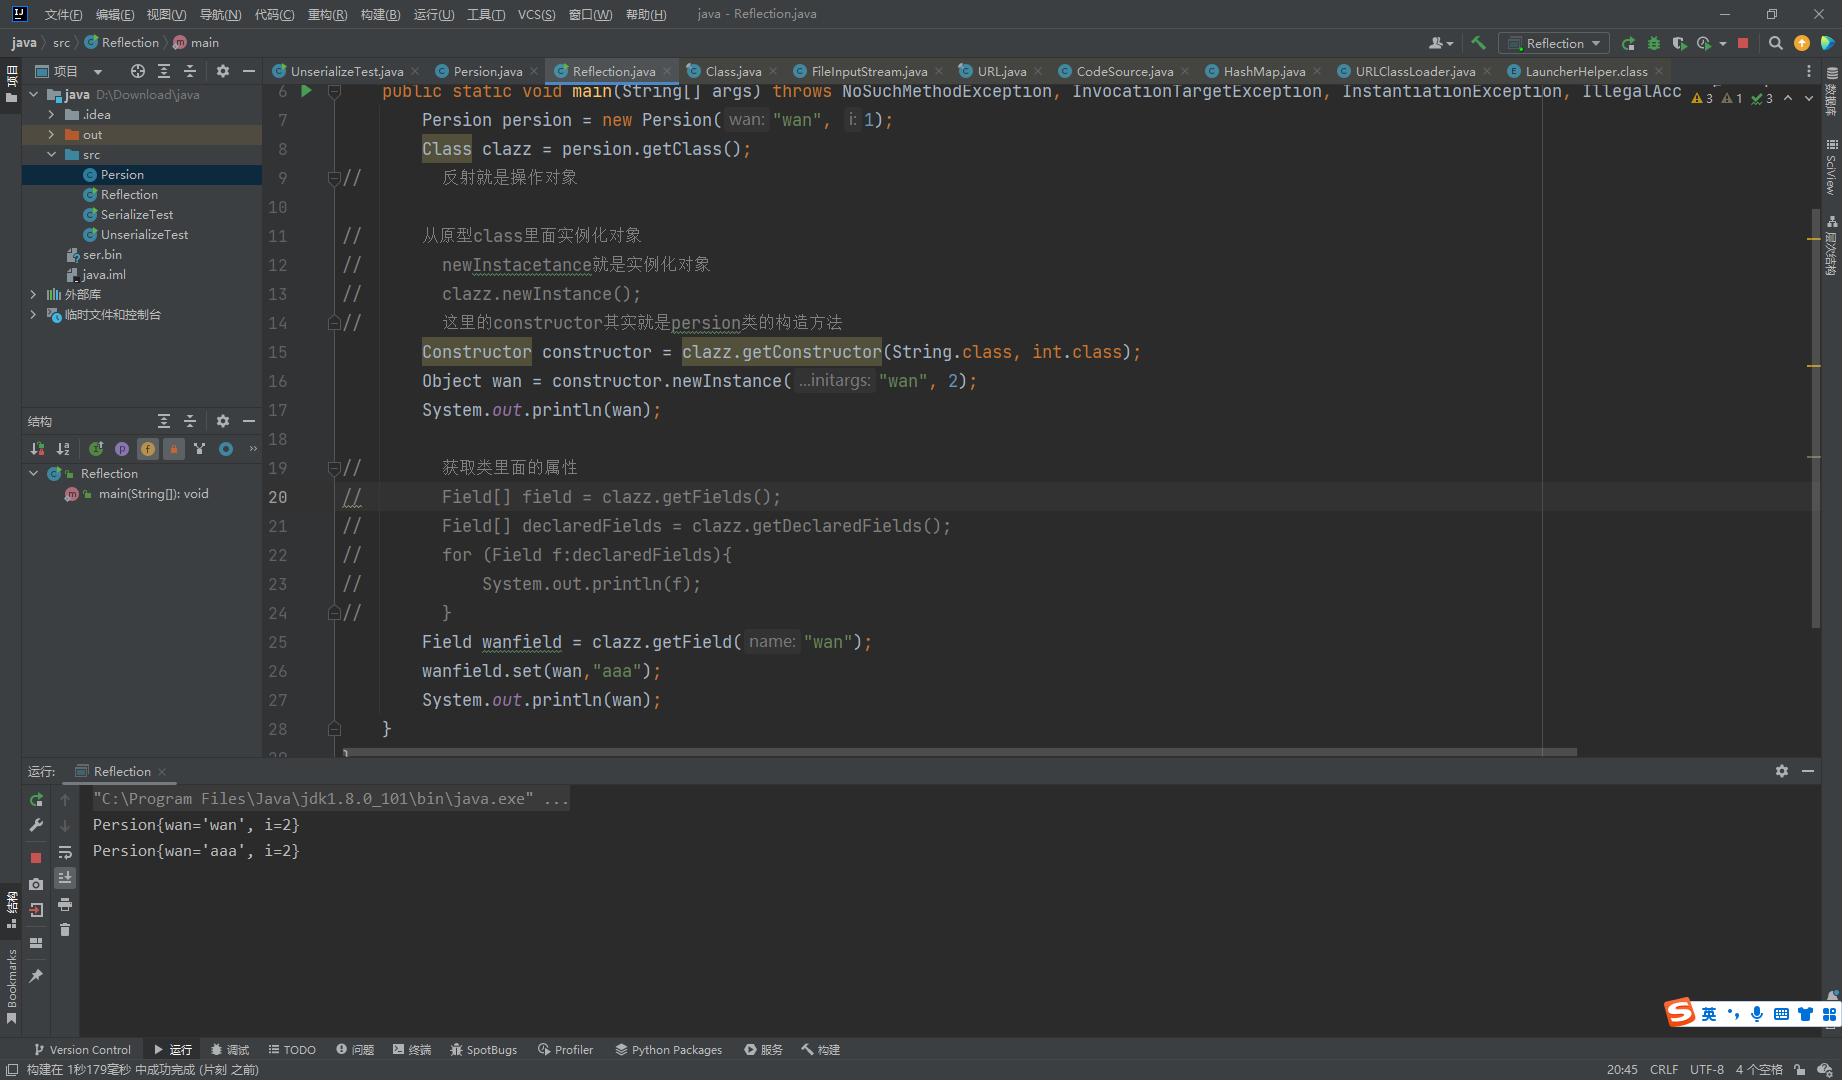 文件(F) 编辑(E) 视图(V) 导航(N) 代码(C) 重构(R) 构建(B) 运行(U) 工具(T) VCS(S) 窗口(W) 帮助(H) java - Reflection.java
java src Reflection main
Reflection
项目
UnserializeTest.java Persion.java Reflection.java Class.java FileInputStream.java URL.java CodeSource.java HashMap.java URLClassLoader.java LauncherHelper.class
java D:\Download\java
.idea
out
src
Persion
Reflection
SerializeTest
UnserializeTest
ser.bin
java.iml
外部库
临时文件和控制台
结构
Reflection
main(String[]): void
6 public static void main(String[] args) throws NoSuchMethodException, InvocationTargetException, InstantiationException, IllegalAcc
3 1 3
7 Persion persion = new Persion( wan: "wan", i: 1);
8 Class clazz = persion.getClass();
9 // 反射就是操作对象
10
11 // 从原型class里面实例化对象
12 // newInstacetance就是实例化对象
13 // clazz.newInstance();
14 // 这里的constructor其实就是persion类的构造方法
15 Constructor constructor = clazz.getConstructor(String.class, int.class);
16 Object wan = constructor.newInstance( ...initargs: "wan", 2);
17 System.out.println(wan);
18
19 // 获取类里面的属性
20 // Field[] field = clazz.getFields();
21 // Field[] declaredFields = clazz.getDeclaredFields();
22 // for (Field f:declaredFields){
23 // System.out.println(f);
24 // }
25 Field wanfield = clazz.getField( name: "wan");
26 wanfield.set(wan,"aaa");
27 System.out.println(wan);
28 }
项目
结构
Bookmarks
数据库
SciView
层次结构
运行: Reflection
"C:\Program Files\Java\jdk1.8.0_101\bin\java.exe" ...
Persion{wan='wan', i=2}
Persion{wan='aaa', i=2}
英
Version Control 运行 调试 TODO 问题 终端 SpotBugs Profiler Python Packages 服务 构建
构建在 1秒179毫秒 中成功完成 (片刻 之前)
20:45 CRLF UTF-8 4 个空格